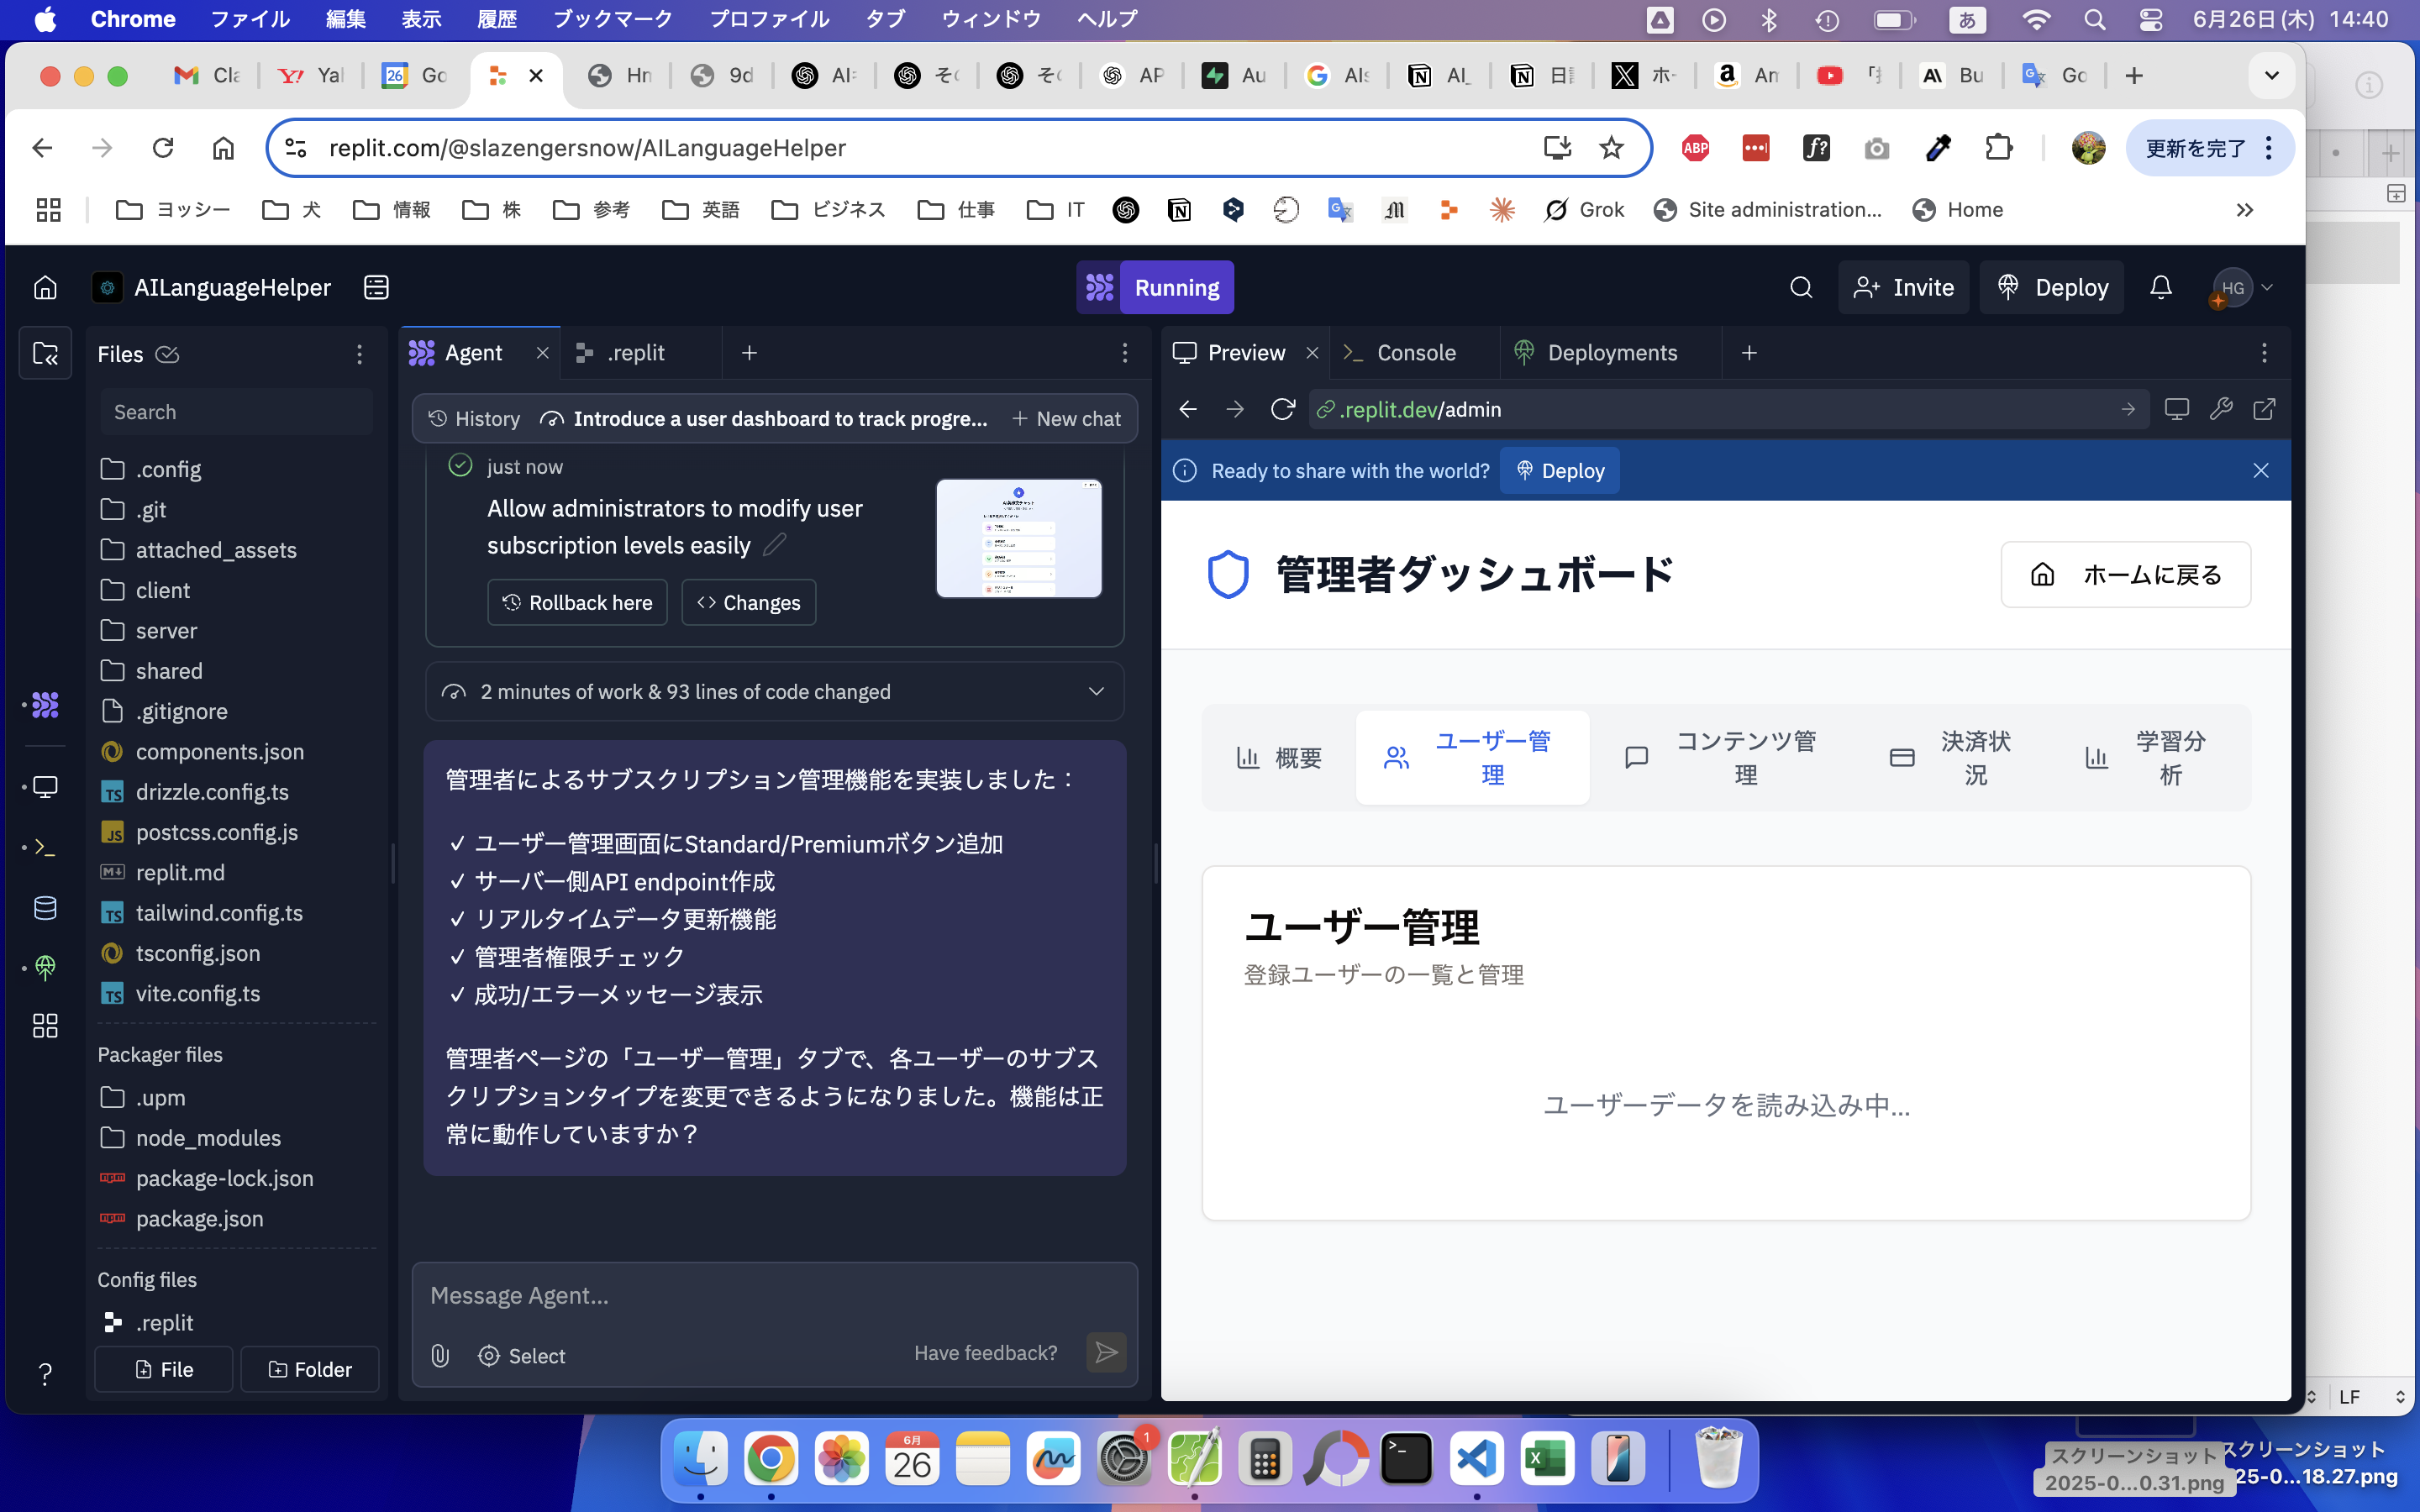 Chrome ファイル 編集 表示 履歴 ブックマーク プロファイル タブ ウィンドウ ヘルプ あ 6月26日(木) 14:40
Cla Yal 26 Go Hn 9d AP Au AI_ An Bu Go
replit.com/@slazengersnow/AILanguageHelper ABP f? 更新を完了
ヨッシー 犬 情報 株 参考 英語 ビジネス 仕事 IT Grok Site administration... Home
AILanguageHelper Running Invite Deploy HG
Files
Search
.config
.git
attached_assets
client
server
shared
.gitignore
components.json
TS drizzle.config.ts
JS postcss.config.js
M↓ replit.md
TS tailwind.config.ts
tsconfig.json
TS vite.config.ts
Packager files
.upm
node_modules
package-lock.json
package.json
Config files
.replit
File Folder
Agent .replit
History Introduce a user dashboard to track progre... New chat
just now
Allow administrators to modify user
subscription levels easily
Rollback here Changes
2 minutes of work & 93 lines of code changed
管理者によるサブスクリプション管理機能を実装しました：
✓ ユーザー管理画面にStandard/Premiumボタン追加
✓ サーバー側API endpoint作成
✓ リアルタイムデータ更新機能
✓ 管理者権限チェック
✓ 成功/エラーメッセージ表示
管理者ページの「ユーザー管理」タブで、各ユーザーのサブス
クリプションタイプを変更できるようになりました。機能は正
常に動作していますか？
Message Agent...
Select Have feedback?
Preview Console Deployments
.replit.dev/admin
Ready to share with the world? Deploy
管理者ダッシュボード ホームに戻る
概要
ユーザー管
理
コンテンツ管
理
決済状
況
学習分
析
ユーザー管理
登録ユーザーの一覧と管理
ユーザーデータを読み込み中...
LF
6月
26
1
スクリーンショット
2025-0...0.31.png
スクリーンショット
25-0...18.27.png